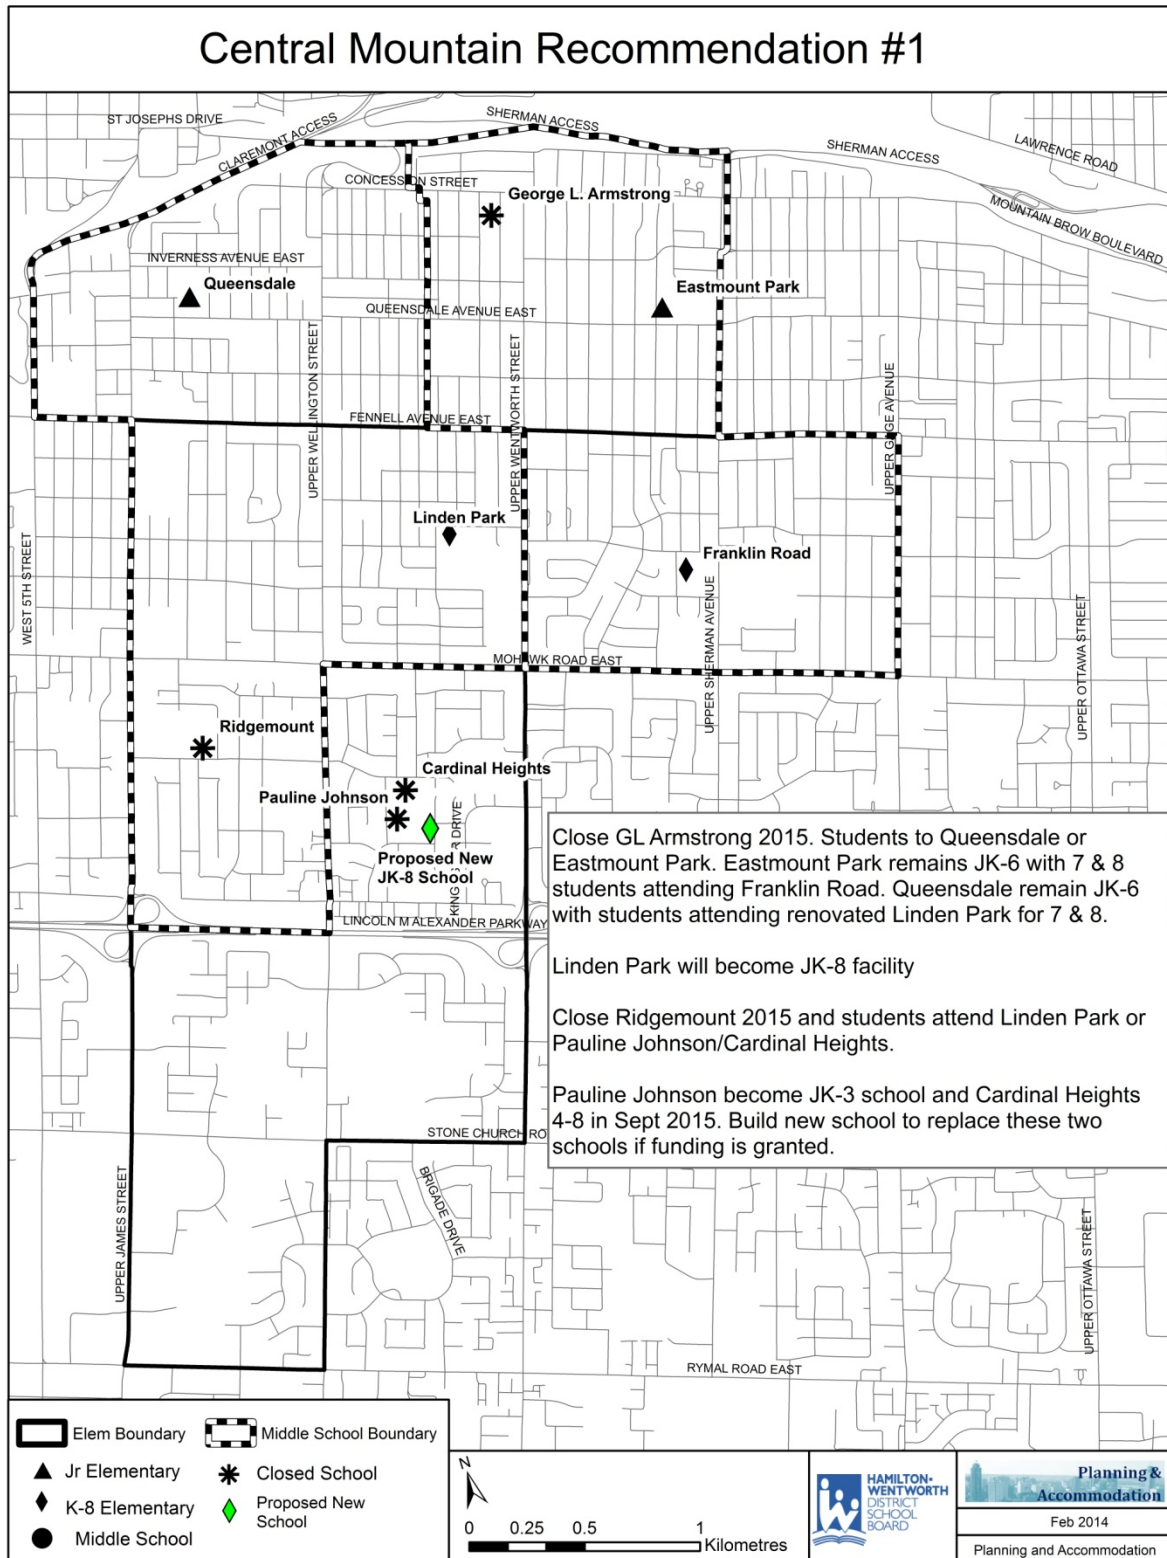 Central Mountain Recommendation #1
ST JOSEPHS DRIVE
CLAREMONT ACCESS
SHERMAN ACCESS
SHERMAN ACCESS
LAWRENCE ROAD
MOUNTAIN BROW BOULEVARD
CONCESSION STREET
George L. Armstrong
INVERNESS AVENUE EAST
Queensdale
Eastmount Park
QUEENSDALE AVENUE EAST
UPPER WELLINGTON STREET
UPPER WENTWORTH STREET
UPPER GAGE AVENUE
FENNELL AVENUE EAST
Linden Park
Franklin Road
WEST 5TH STREET
UPPER SHERMAN AVENUE
UPPER OTTAWA STREET
MOHAWK ROAD EAST
Ridgemount
Cardinal Heights
Pauline Johnson
Proposed New
JK-8 School
LINCOLN M ALEXANDER PARKWAY
Close GL Armstrong 2015. Students to Queensdale or
Eastmount Park. Eastmount Park remains JK-6 with 7 & 8
students attending Franklin Road. Queensdale remain JK-6
with students attending renovated Linden Park for 7 & 8.
Linden Park will become JK-8 facility
Close Ridgemount 2015 and students attend Linden Park or
Pauline Johnson/Cardinal Heights.
Pauline Johnson become JK-3 school and Cardinal Heights
4-8 in Sept 2015. Build new school to replace these two
schools if funding is granted.
STONE CHURCH RO
BRIGADE DRIVE
UPPER JAMES STREET
UPPER OTTAWA STREET
RYMAL ROAD EAST
Elem Boundary
Middle School Boundary
Jr Elementary
Closed School
K-8 Elementary
Proposed New
School
Middle School
N
0 0.25 0.5 1
Kilometres
HAMILTON-
WENTWORTH
DISTRICT
SCHOOL
BOARD
Planning &
Accommodation
Feb 2014
Planning and Accommodation